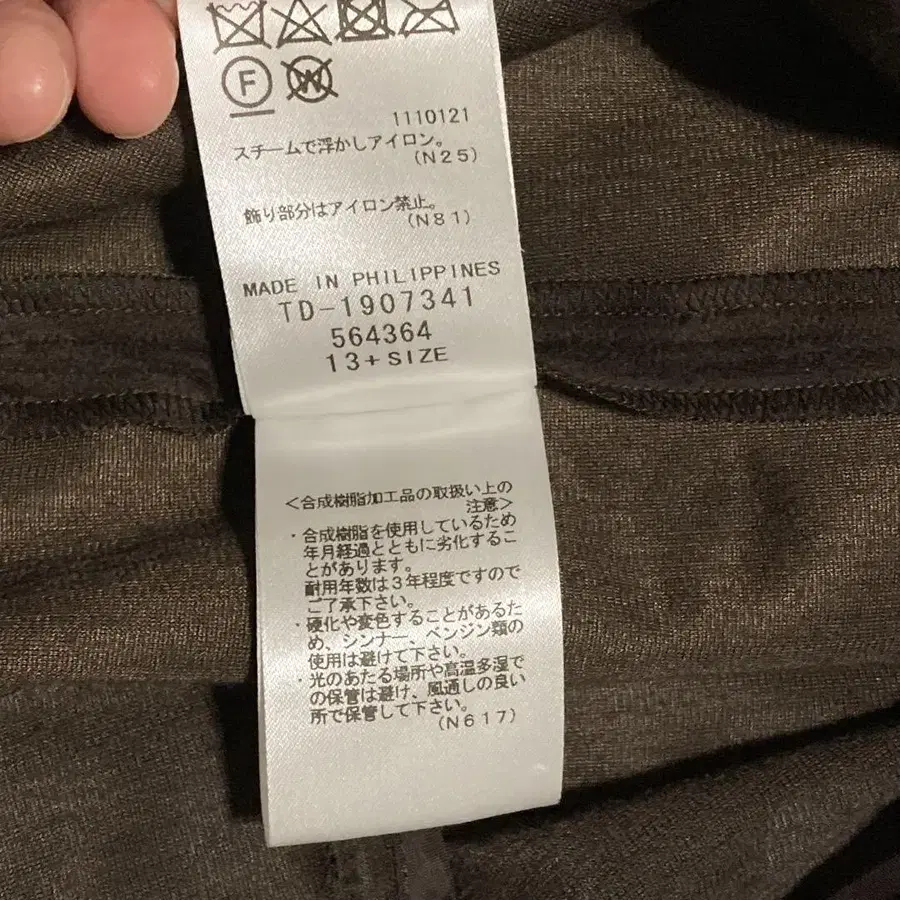 F W
1110121
スチームで浮かしアイロン。
(N25)
飾り部分はアイロン禁止。
(N81)
MADE IN PHILIPPINES
TD-1907341
564364
13+SIZE
<合成樹脂加工品の取扱い上の
注意>
・合成樹脂を使用しているため
年月経過とともに劣化するこ
とがあります。
耐用年数は3年程度ですので
ご了承下さい。
・硬化や変色することがあるた
め、シンナー、ベンジン類の
使用は避けて下さい。
・光のあたる場所や高温多湿で
の保管は避け、風通しの良い
所で保管して下さい。
(N617)